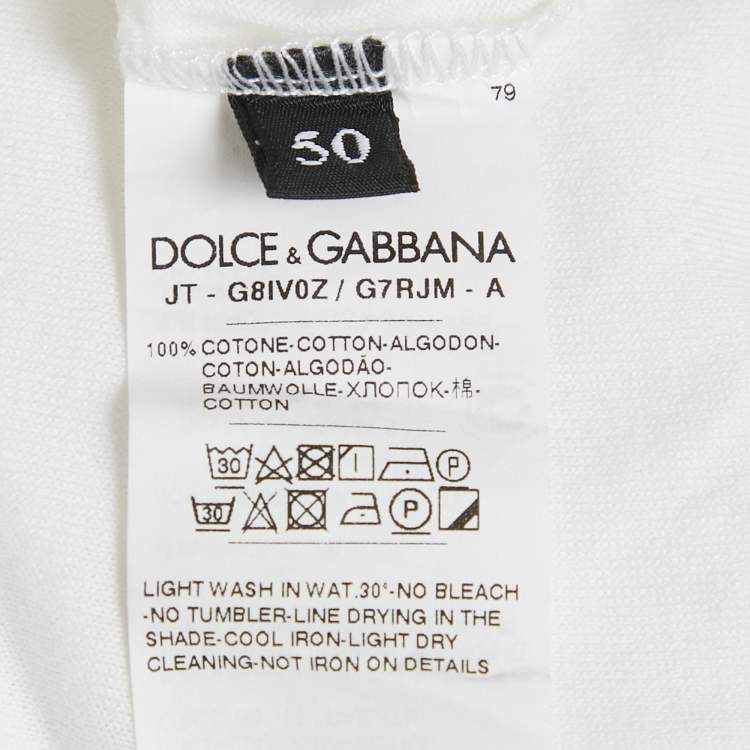 79
50
DOLCE & GABBANA
JT - G8IV0Z / G7RJM - A
100% COTONE-COTTON-ALGODON-
COTON-ALGODÃO-
BAUMWOLLE-ХЛОПОК-棉-
COTTON
30 P
30 P
LIGHT WASH IN WAT.30°-NO BLEACH
-NO TUMBLER-LINE DRYING IN THE
SHADE-COOL IRON-LIGHT DRY
CLEANING-NOT IRON ON DETAILS